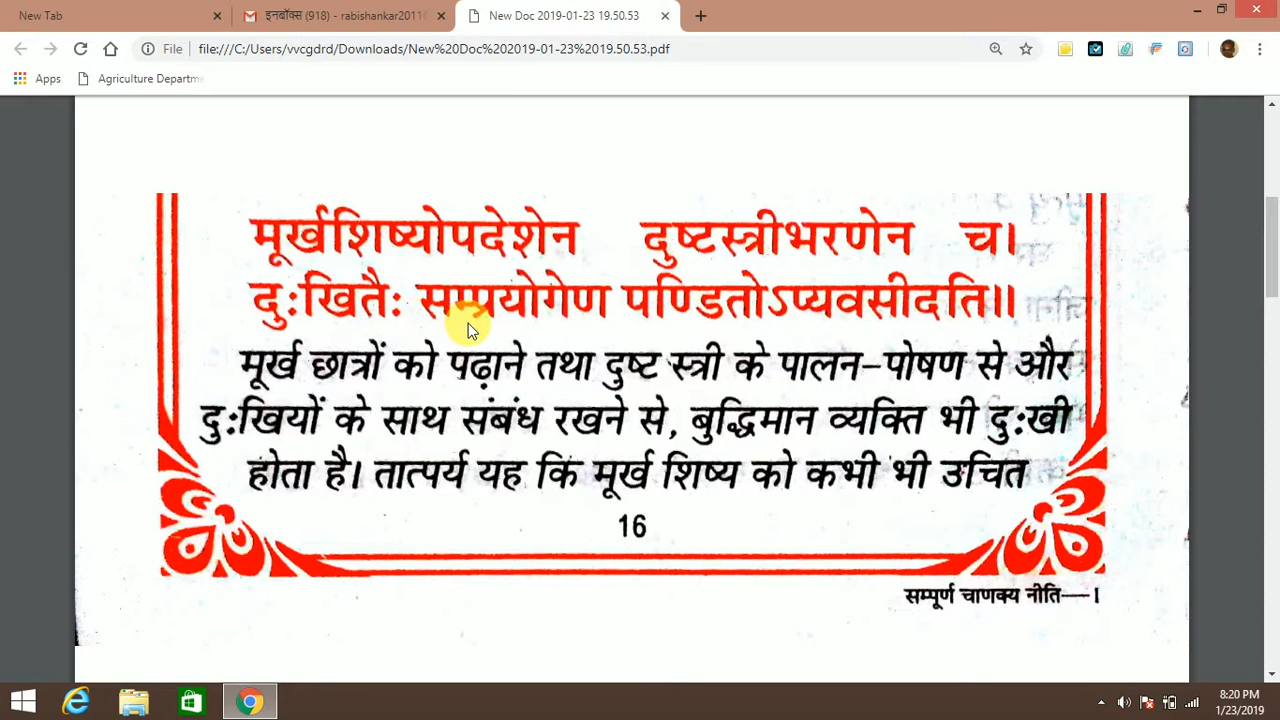 New Tab
इनबॉक्स (918) - rabishankar2011
New Doc 2019-01-23 19.50.53
File
file:///C:/Users/vvcgdrd/Downloads/New%20Doc%202019-01-23%2019.50.53.pdf
Apps
Agriculture Departm
मूर्खशिष्योपदेशेन दुष्टस्त्रीभरणेन च।
दुःखितैः सम्प्रयोगेण पण्डितोऽप्यवसीदति॥
मूर्ख छात्रों को पढ़ाने तथा दुष्ट स्त्री के पालन-पोषण से और
दुःखियों के साथ संबंध रखने से, बुद्धिमान व्यक्ति भी दुःखी
होता है। तात्पर्य यह कि मूर्ख शिष्य को कभी भी उचित
16
सम्पूर्ण चाणक्य नीति—1
8:20 PM
1/23/2019